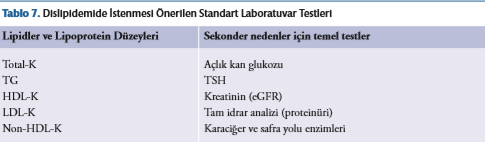 Tablo 7. Dislipidemide İstenmesi Önerilen Standart Laboratuvar Testleri
Lipidler ve Lipoprotein Düzeyleri Sekonder nedenler için temel testler
Total-K Açlık kan glukozu
TG TSH
HDL-K Kreatinin (eGFR)
LDL-K Tam idrar analizi (proteinüri)
Non-HDL-K Karaciğer ve safra yolu enzimleri